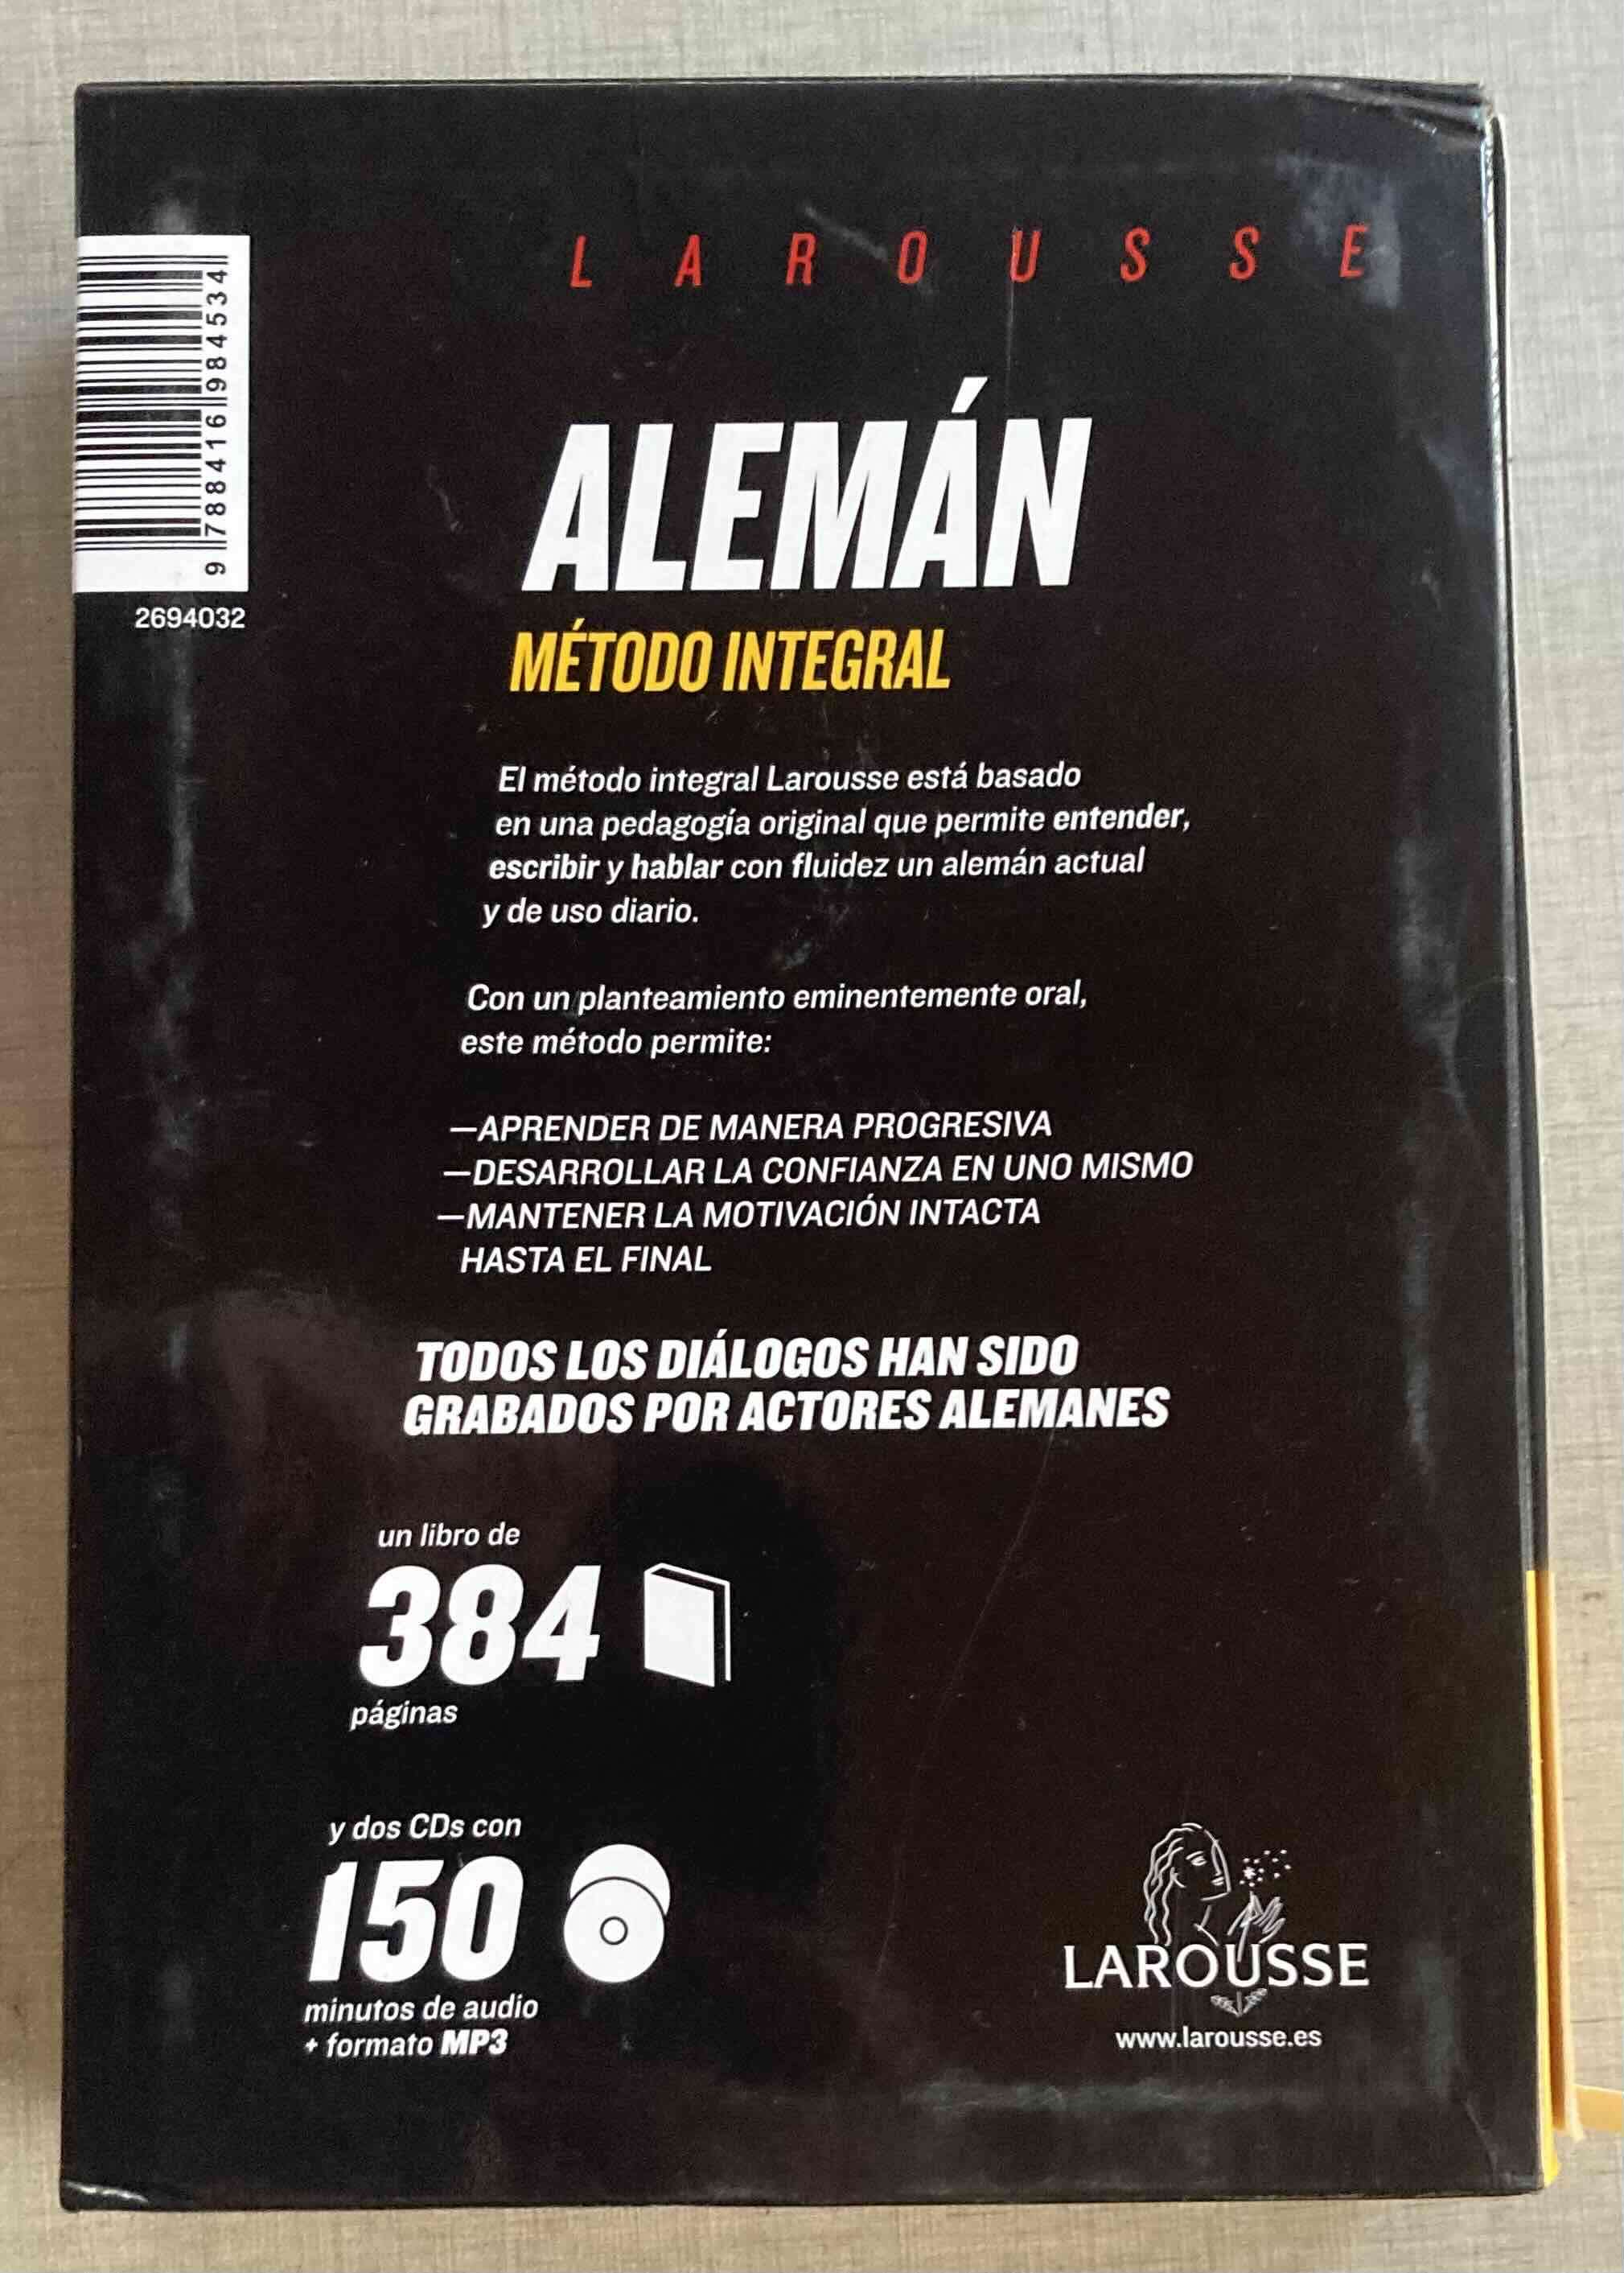 L A R O U S S E
9 788416 984534
2694032
ALEMÁN
MÉTODO INTEGRAL
El método integral Larousse está basado
en una pedagogía original que permite entender,
escribir y hablar con fluidez un alemán actual
y de uso diario.
Con un planteamiento eminentemente oral,
este método permite:
—APRENDER DE MANERA PROGRESIVA
—DESARROLLAR LA CONFIANZA EN UNO MISMO
—MANTENER LA MOTIVACIÓN INTACTA
HASTA EL FINAL
TODOS LOS DIÁLOGOS HAN SIDO
GRABADOS POR ACTORES ALEMANES
un libro de
384
páginas
y dos CDs con
150
minutos de audio
+ formato MP3
LAROUSSE
www.larousse.es